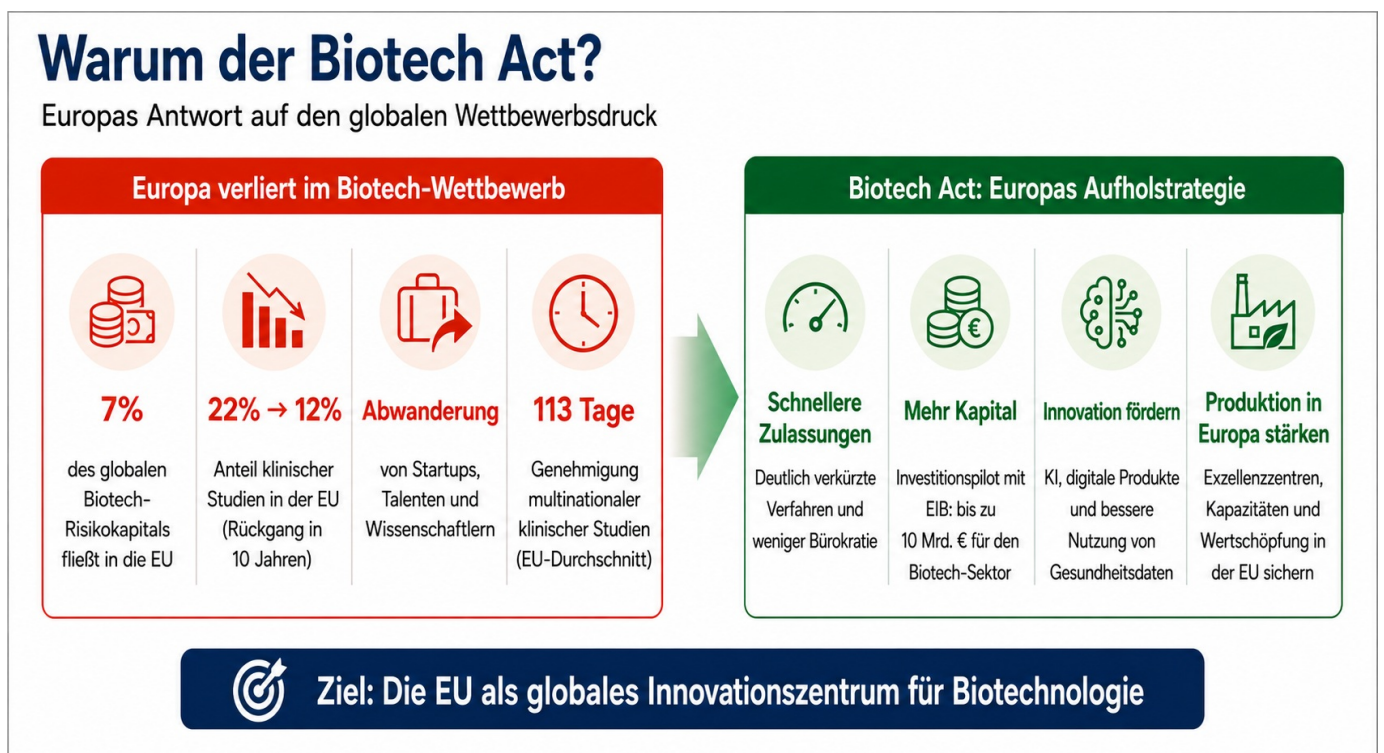 Warum der Biotech Act?
Europas Antwort auf den globalen Wettbewerbsdruck
Europa verliert im Biotech-Wettbewerb
7%
des globalen
Biotech-
Risikokapitals
fließt in die EU
22% → 12%
Anteil klinischer
Studien in der EU
(Rückgang in
10 Jahren)
Abwanderung
von Startups,
Talenten und
Wissenschaftlern
113 Tage
Genehmigung
multinationaler
klinischer Studien
(EU-Durchschnitt)
Biotech Act: Europas Aufholstrategie
Schnellere
Zulassungen
Deutlich verkürzte
Verfahren und
weniger Bürokratie
€
Mehr Kapital
Investitionspilot mit
EIB: bis zu
10 Mrd. € für den
Biotech-Sektor
Innovation fördern
KI, digitale Produkte
und bessere
Nutzung von
Gesundheitsdaten
Produktion in
Europa stärken
Exzellenzzentren,
Kapazitäten und
Wertschöpfung in
der EU sichern
Ziel: Die EU als globales Innovationszentrum für Biotechnologie